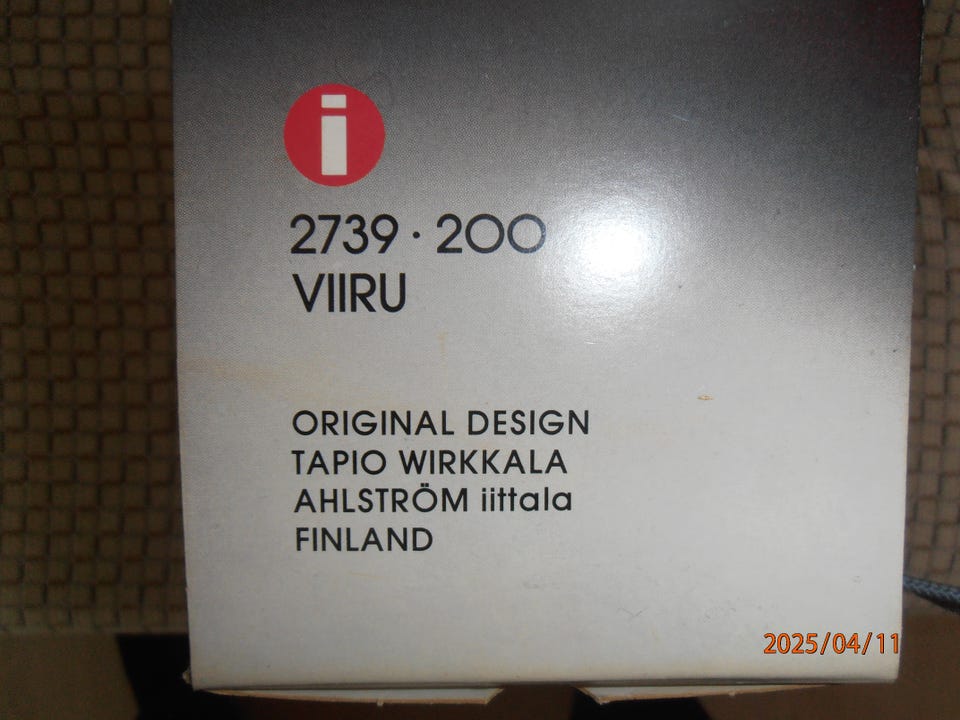 i
2739 · 200
VIIRU
ORIGINAL DESIGN
TAPIO WIRKKALA
AHLSTRÖM iittala
FINLAND
2025/04/11